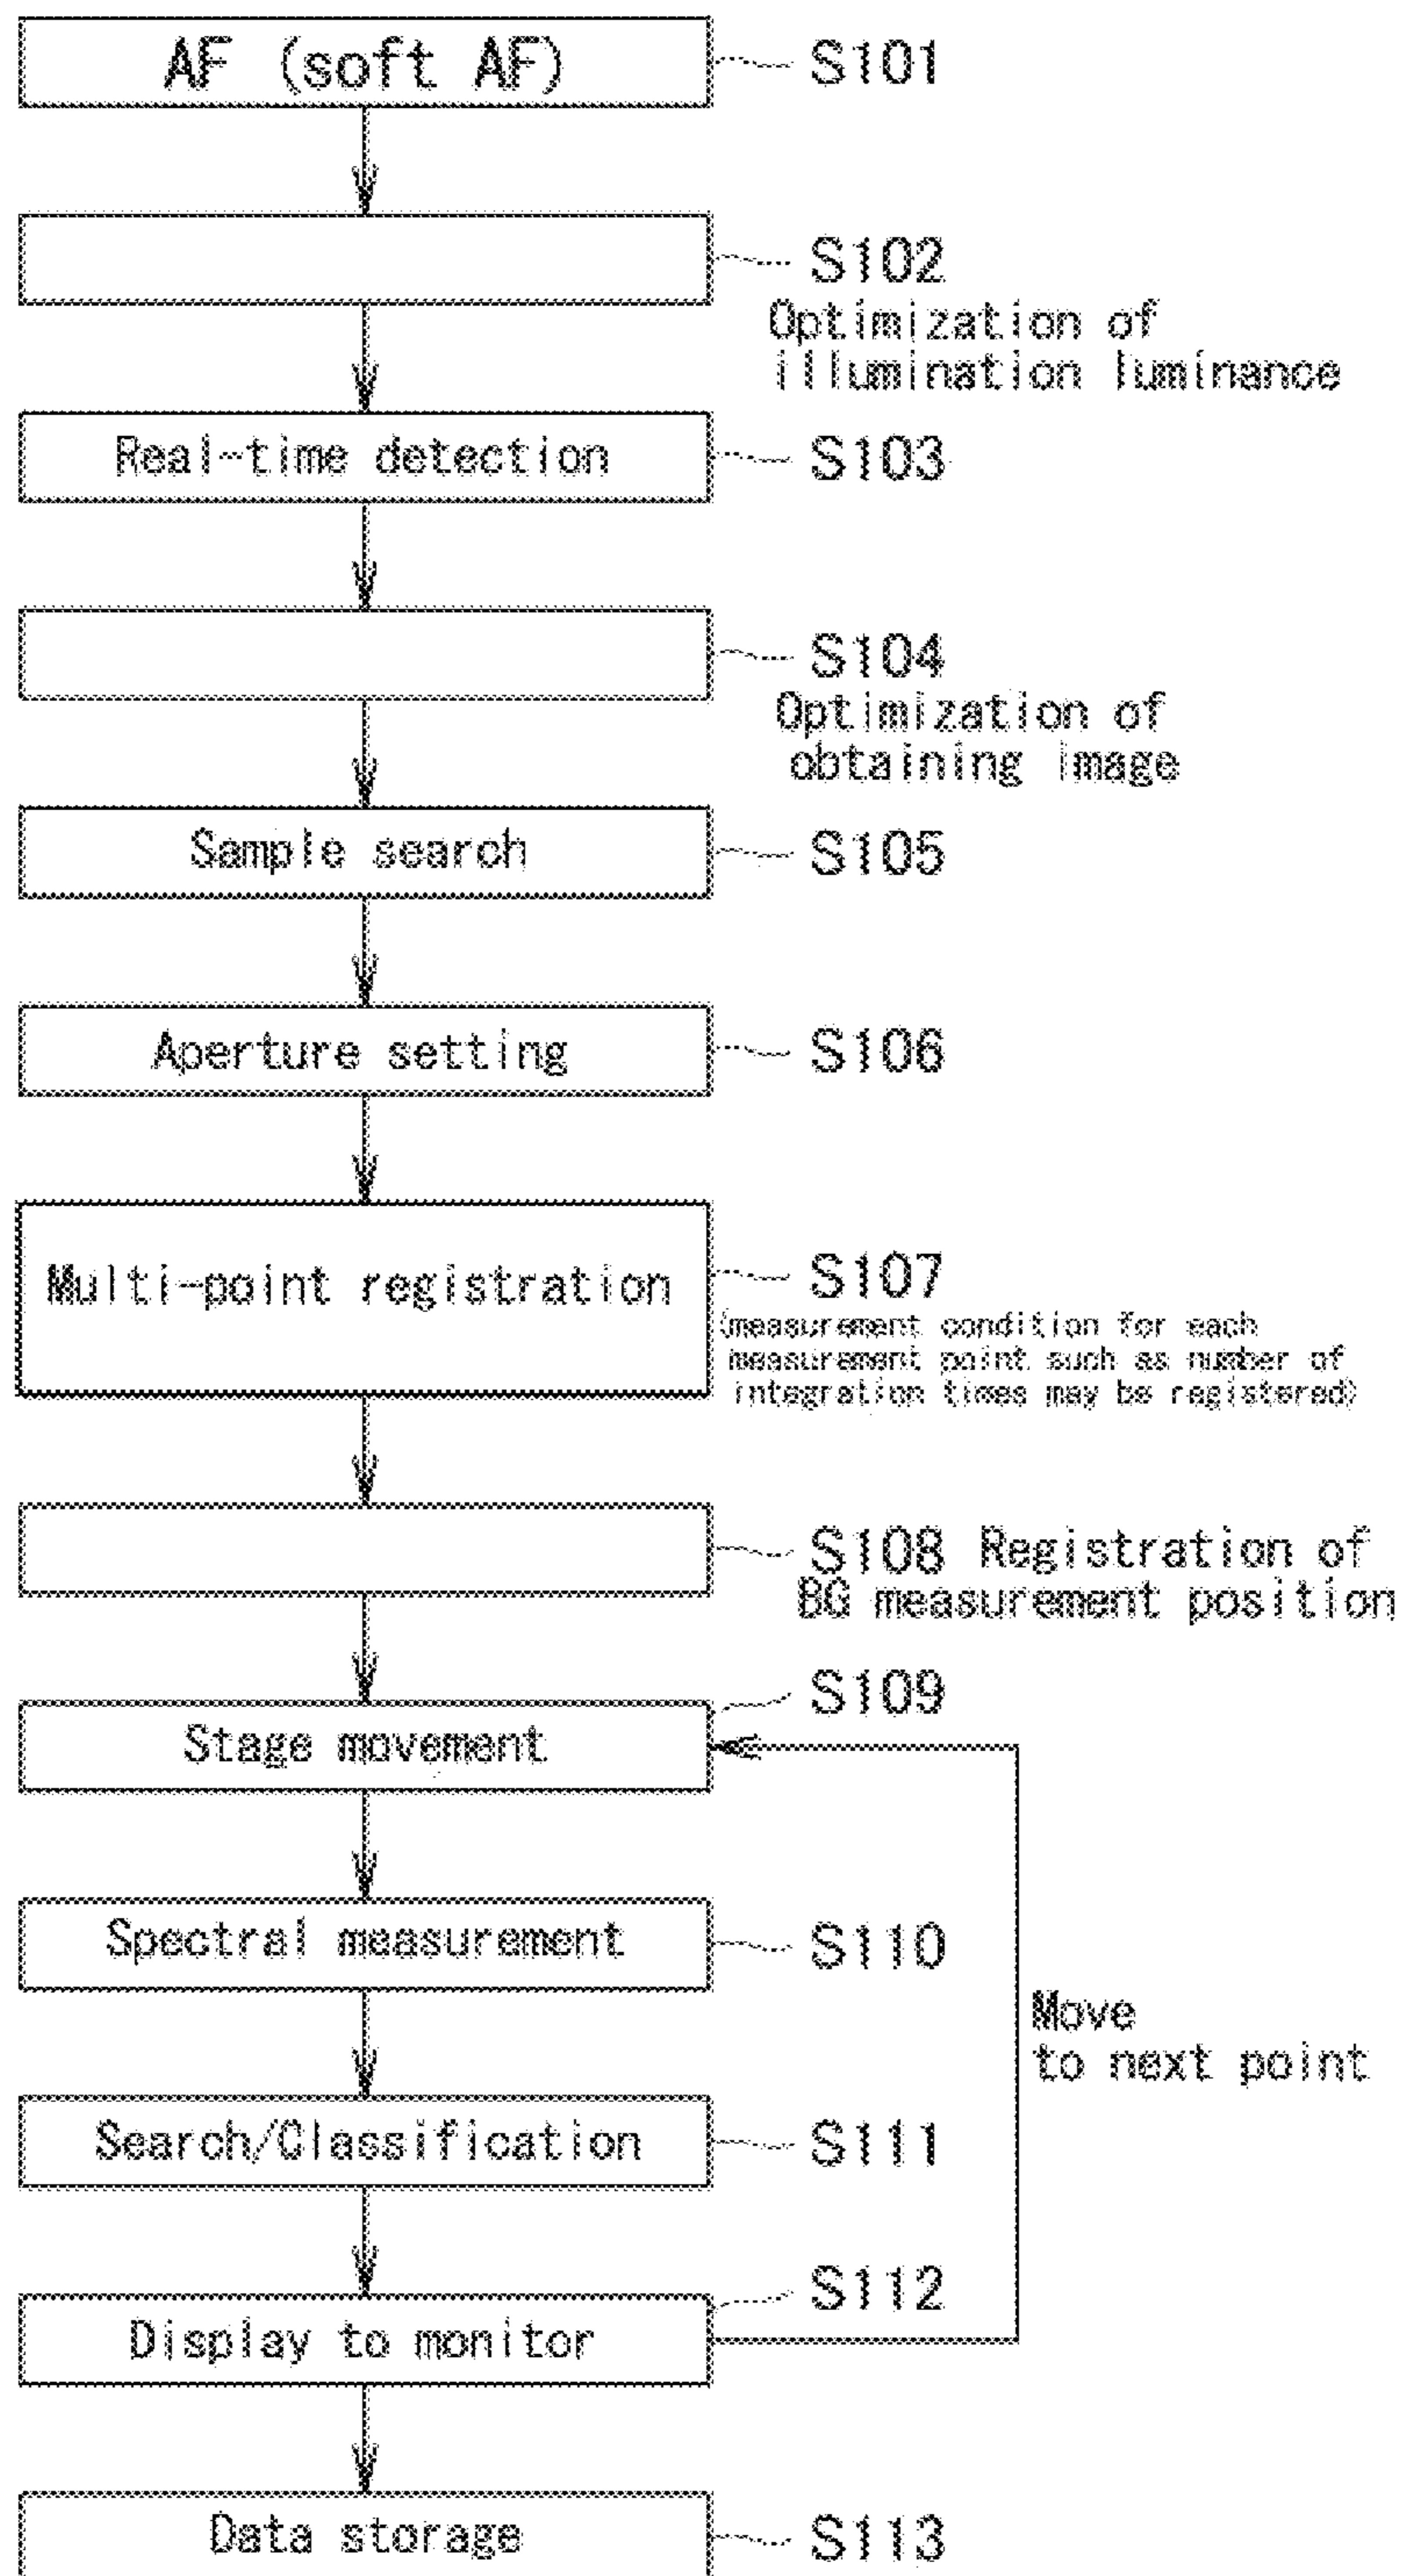 AF (soft AF)
S101
S102
Optimization of
illumination luminance
Real-time detection
S103
S104
Optimization of
obtaining image
Sample search
S105
Aperture setting
S106
Multi-point registration
S107
(measurement condition for each
measurement point such as number of
integration times may be registered)
S108 Registration of
BG measurement position
S109
Stage movement
Spectral measurement
S110
Move
to next point
Search/Classification
S111
S112
Display to monitor
Data storage
S113